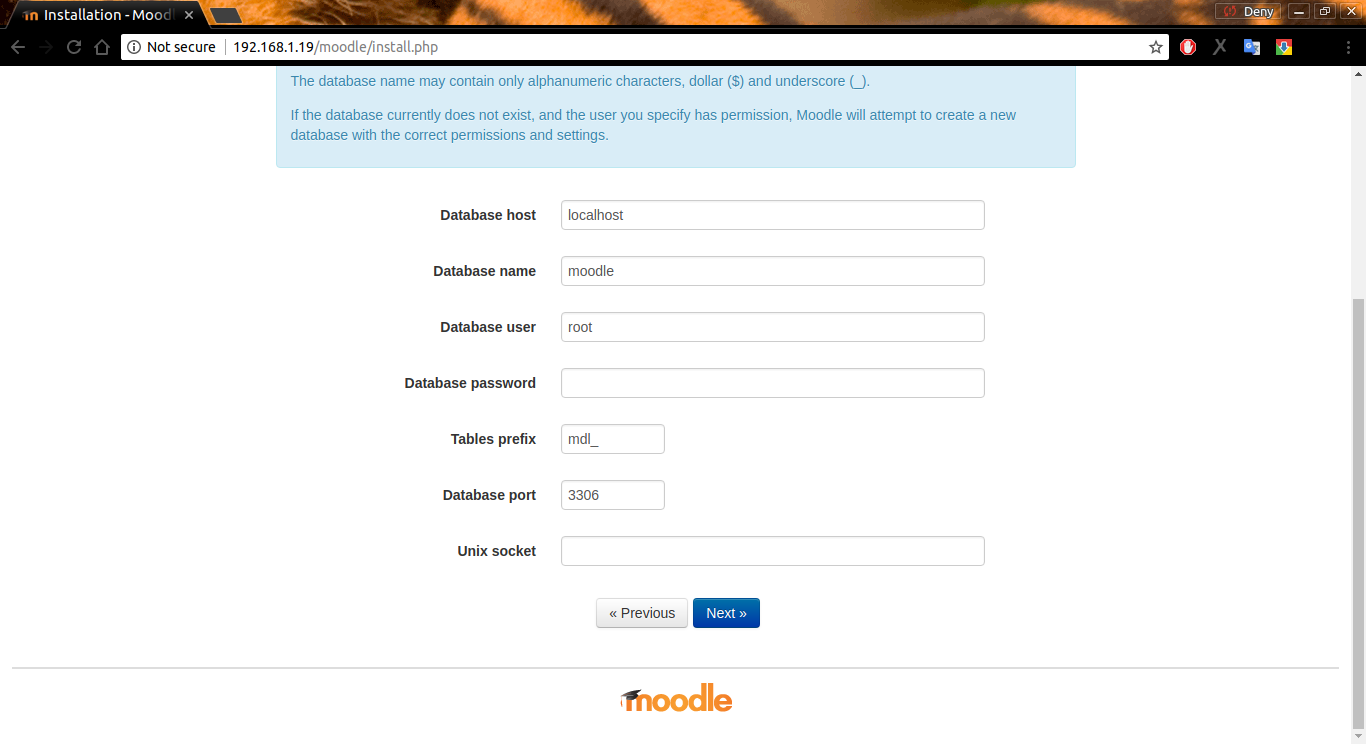 Installation - Mood
Deny
Not secure 192.168.1.19/moodle/install.php
The database name may contain only alphanumeric characters, dollar ($) and underscore (_).
If the database currently does not exist, and the user you specify has permission, Moodle will attempt to create a new
database with the correct permissions and settings.
Database host localhost
Database name moodle
Database user root
Database password
Tables prefix mdl_
Database port 3306
Unix socket
« Previous Next »
moodle